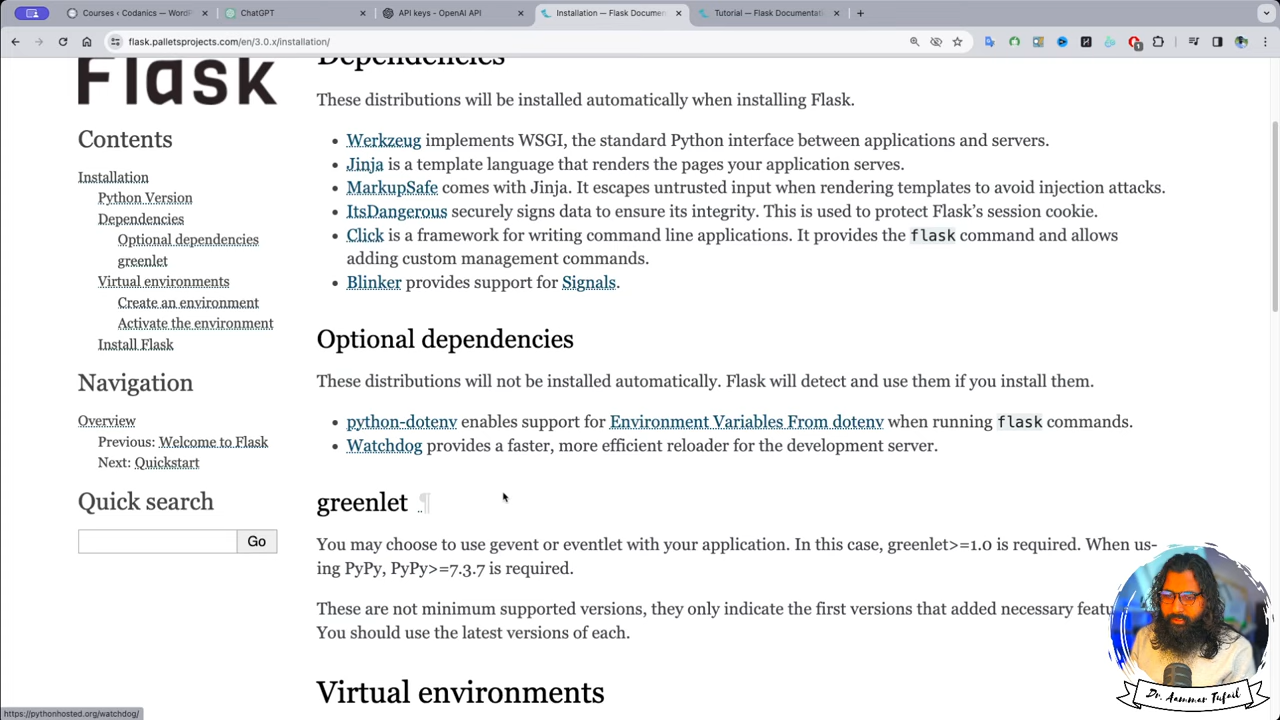 Courses ‹ Codanics — WordP
ChatGPT
API keys - OpenAI API
Installation — Flask Docume
Tutorial — Flask Documentati
flask.palletsprojects.com/en/3.0.x/installation/
Flask
Contents
Installation
Python Version
Dependencies
Optional dependencies
greenlet
Virtual environments
Create an environment
Activate the environment
Install Flask
Navigation
Overview
Previous: Welcome to Flask
Next: Quickstart
Quick search
Go
Dependencies
These distributions will be installed automatically when installing Flask.
• Werkzeug implements WSGI, the standard Python interface between applications and servers.
• Jinja is a template language that renders the pages your application serves.
• MarkupSafe comes with Jinja. It escapes untrusted input when rendering templates to avoid injection attacks.
• ItsDangerous securely signs data to ensure its integrity. This is used to protect Flask's session cookie.
• Click is a framework for writing command line applications. It provides the flask command and allows
adding custom management commands.
• Blinker provides support for Signals.
Optional dependencies
These distributions will not be installed automatically. Flask will detect and use them if you install them.
• python-dotenv enables support for Environment Variables From dotenv when running flask commands.
• Watchdog provides a faster, more efficient reloader for the development server.
greenlet ¶
You may choose to use gevent or eventlet with your application. In this case, greenlet>=1.0 is required. When us-
ing PyPy, PyPy>=7.3.7 is required.
These are not minimum supported versions, they only indicate the first versions that added necessary featu
You should use the latest versions of each.
Virtual environments
https://pythonhosted.org/watchdog/
Dr. Aammar Tufail